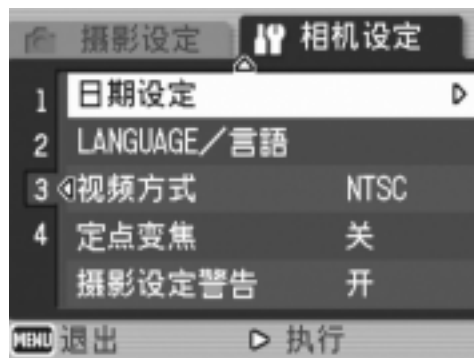 摄影设定 相机设定
1 日期设定
2 LANGUAGE／言語
3 视频方式 NTSC
4 定点变焦 关
摄影设定警告 开
MENU 退出 执行